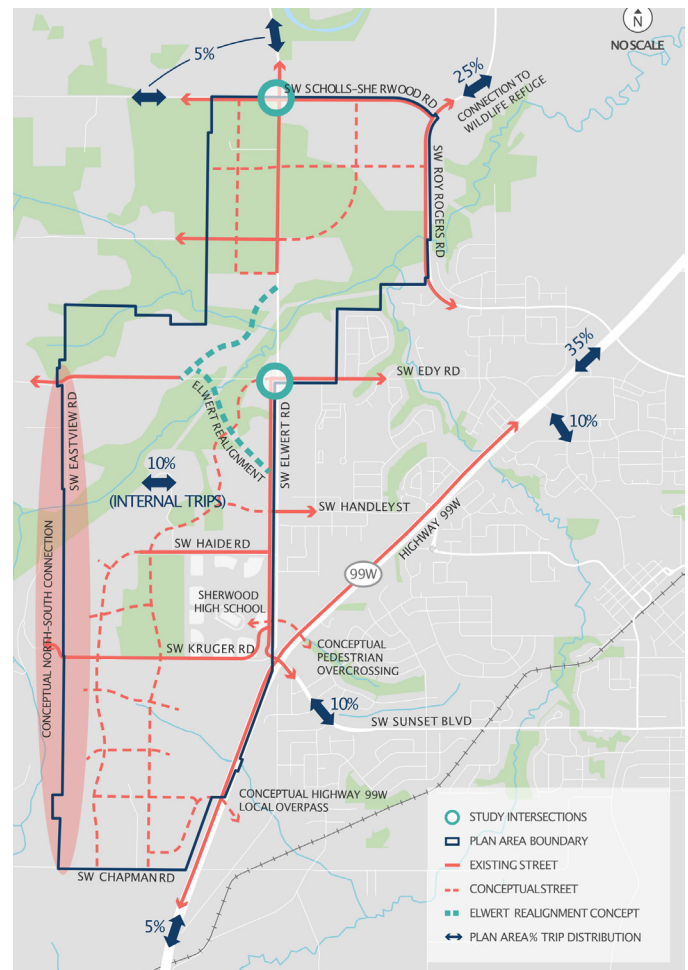 N
NO SCALE
5%
25%
CONNECTION TO
WILDLIFE REFUGE
SW SCHOLLS-SHERWOOD RD
SW ROY ROGERS RD
35%
10%
SW EDY RD
ELWERT REALIGNMENT
SW ELWERT RD
SW EASTVIEW RD
10%
(INTERNAL TRIPS)
SW HANDLEY ST
HIGHWAY 99W
SW HAIDE RD
99W
SHERWOOD
HIGH SCHOOL
CONCEPTUAL NORTH-SOUTH CONNECTION
SW KRUGER RD
CONCEPTUAL
PEDESTRIAN
OVERCROSSING
10%
SW SUNSET BLVD
CONCEPTUAL HIGHWAY 99W
LOCAL OVERPASS
SW CHAPMAN RD
5%
STUDY INTERSECTIONS
PLAN AREA BOUNDARY
EXISTING STREET
CONCEPTUAL STREET
ELWERT REALIGNMENT CONCEPT
PLAN AREA % TRIP DISTRIBUTION